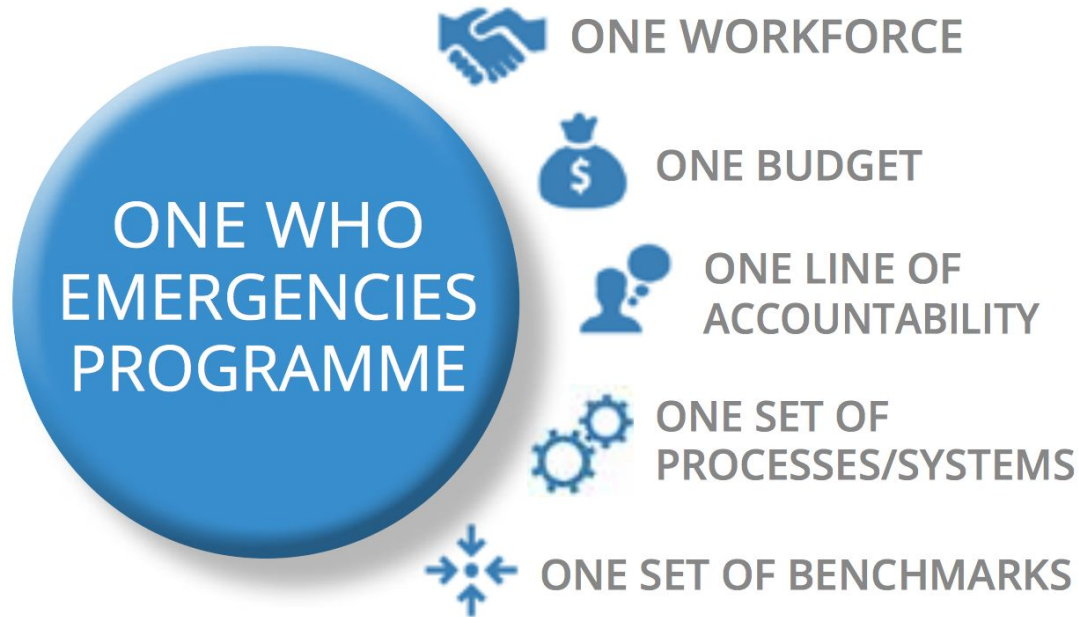 ONE WHO
EMERGENCIES
PROGRAMME
ONE WORKFORCE
$
ONE BUDGET
ONE LINE OF
ACCOUNTABILITY
ONE SET OF
PROCESSES/SYSTEMS
ONE SET OF BENCHMARKS